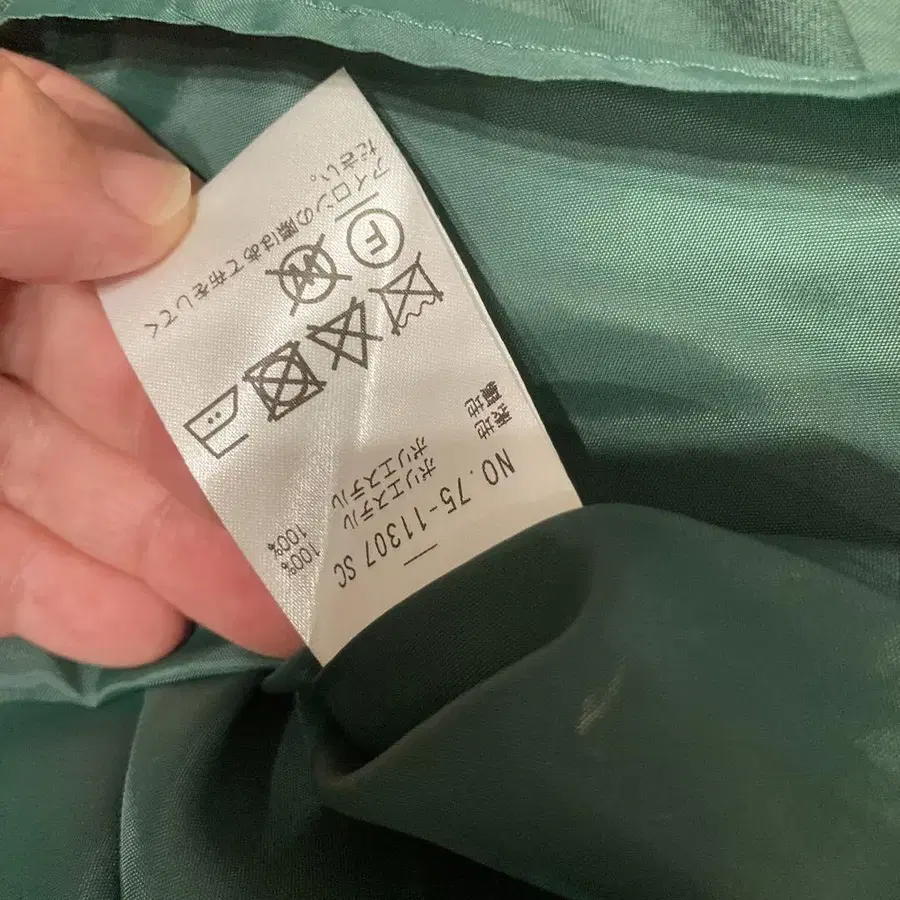 NO. 75-11307 SC
表地 ポリエステル 100%
裏地 ポリエステル 100%
F W
アイロンの際はあて布をしてく
ださい。